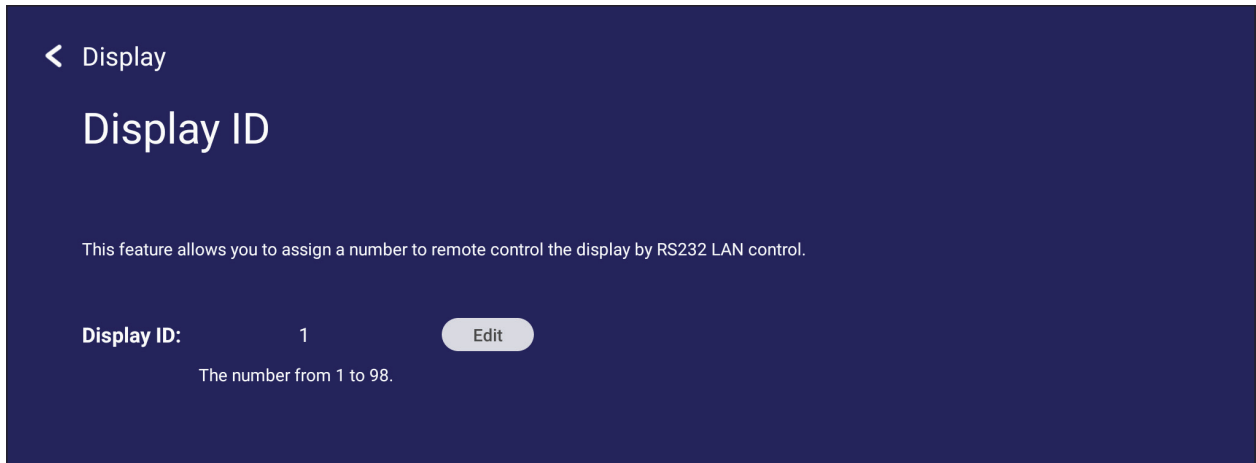 Display
Display ID
This feature allows you to assign a number to remote control the display by RS232 LAN control.
Display ID: 1 Edit
The number from 1 to 98.